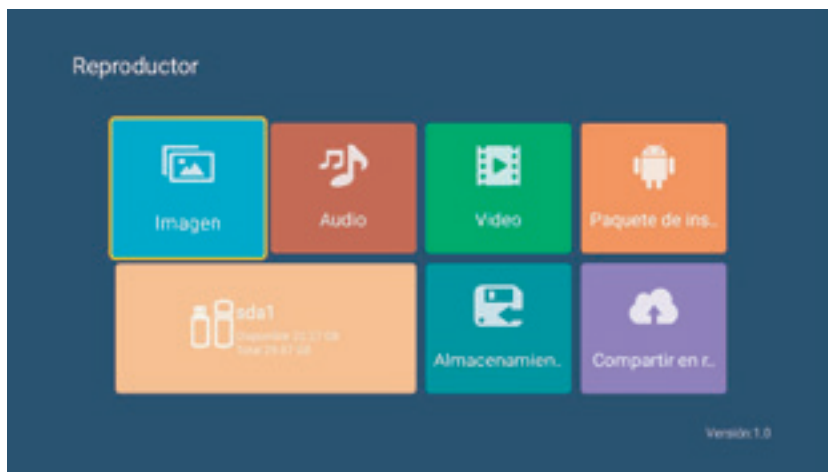 Reproductor
Imagen
Audio
Video
Paquete de ins..
sda1
Almacenamien..
Compartir en r..
Versión:1.0